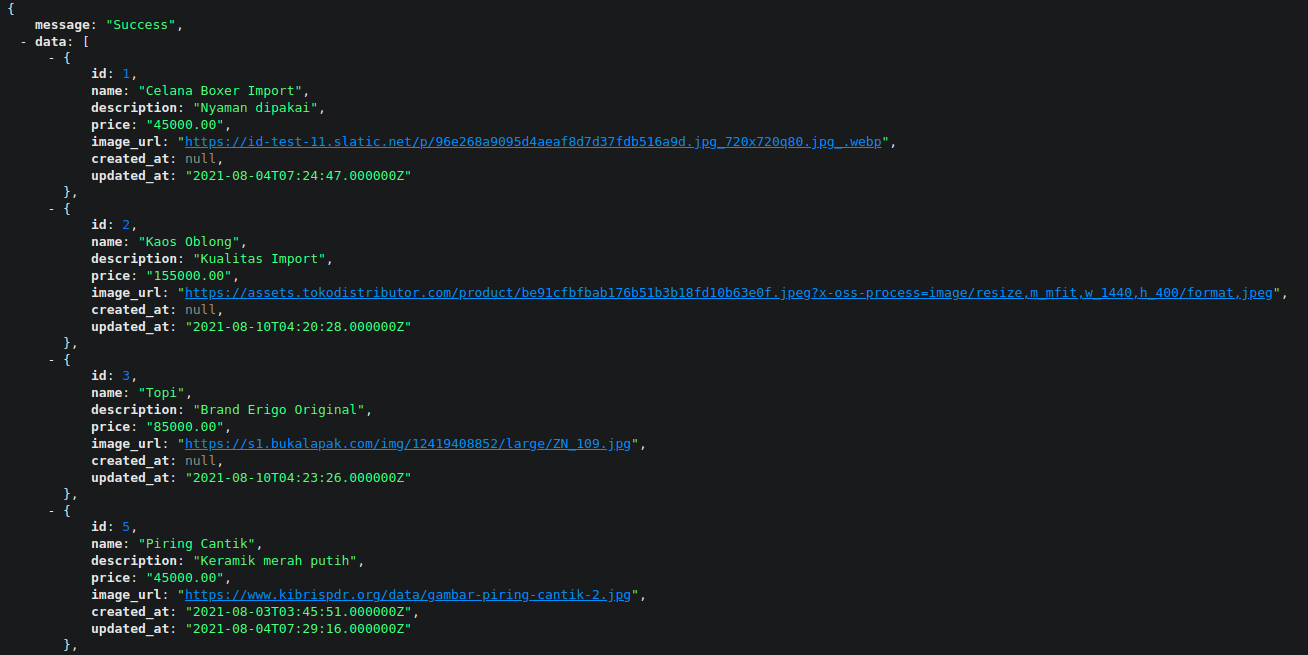 {
message: "Success",
- data: [
- {
id: 1,
name: "Celana Boxer Import",
description: "Nyaman dipakai",
price: "45000.00",
image_url: "https://id-test-11.slatic.net/p/96e268a9095d4aeaf8d7d37fdb516a9d.jpg_720x720q80.jpg_.webp",
created_at: null,
updated_at: "2021-08-04T07:24:47.000000Z"
},
- {
id: 2,
name: "Kaos Oblong",
description: "Kualitas Import",
price: "155000.00",
image_url: "https://assets.tokodistributor.com/product/be91cfbfbab176b51b3b18fd10b63e0f.jpeg?x-oss-process=image/resize,m_mfit,w_1440,h_400/format,jpeg",
created_at: null,
updated_at: "2021-08-10T04:20:28.000000Z"
},
- {
id: 3,
name: "Topi",
description: "Brand Erigo Original",
price: "85000.00",
image_url: "https://s1.bukalapak.com/img/12419408852/large/ZN_109.jpg",
created_at: null,
updated_at: "2021-08-10T04:23:26.000000Z"
},
- {
id: 5,
name: "Piring Cantik",
description: "Keramik merah putih",
price: "45000.00",
image_url: "https://www.kibrispdr.org/data/gambar-piring-cantik-2.jpg",
created_at: "2021-08-03T03:45:51.000000Z",
updated_at: "2021-08-04T07:29:16.000000Z"
},